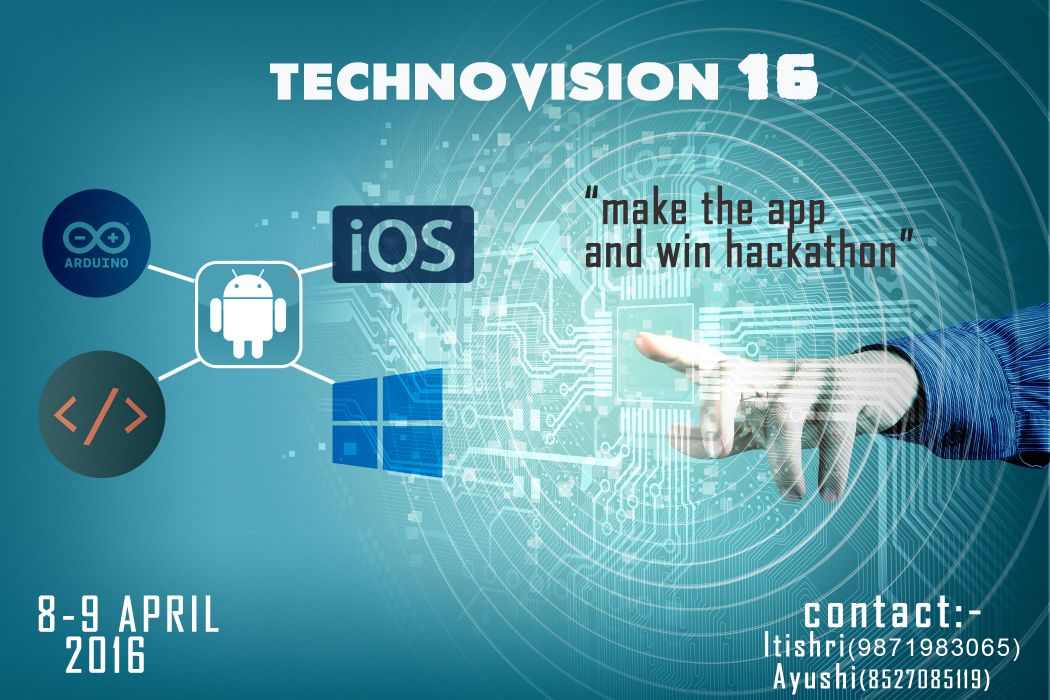 TECHNOVISION 16
"make the app
and win hackathon"
ARDUINO
iOS
</>
8-9 APRIL
2016
contact:-
Itishri(9871983065)
Ayushi(8527085119)